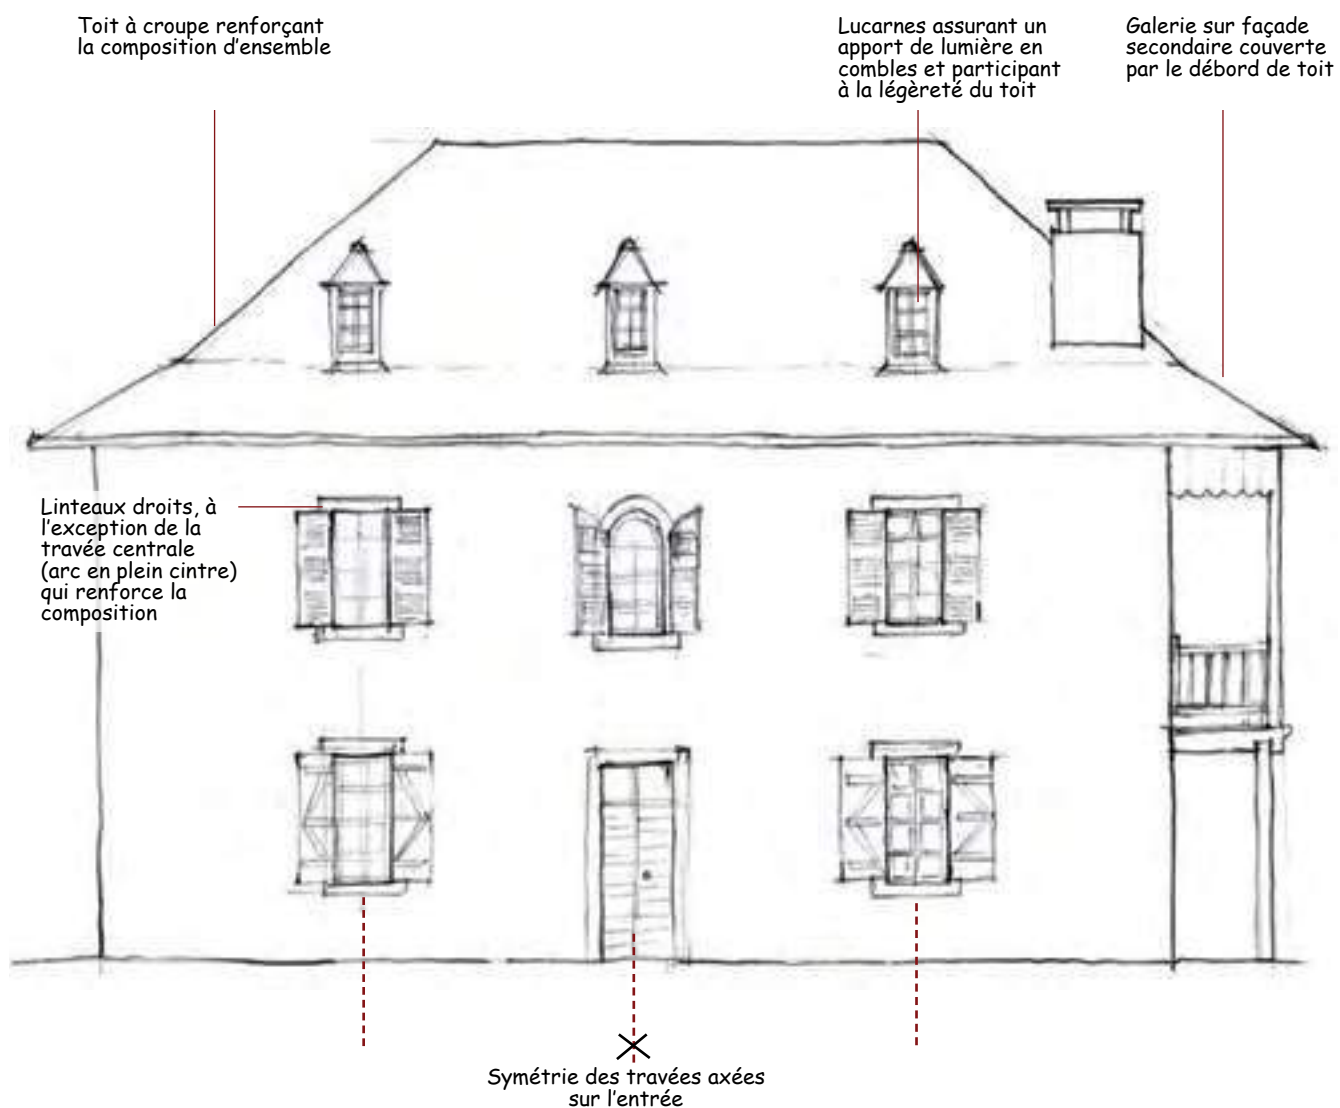 Toit à croupe renforçant
la composition d'ensemble
Lucarnes assurant un
apport de lumière en
combles et participant
à la légèreté du toit
Galerie sur façade
secondaire couverte
par le débord de toit
Linteaux droits, à
l'exception de la
travée centrale
(arc en plein cintre)
qui renforce la
composition
Symétrie des travées axées
sur l'entrée